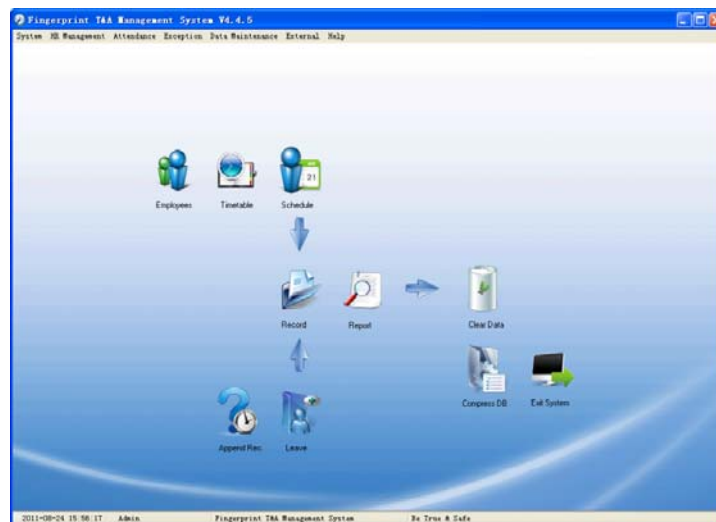 Fingerprint T&A Management System V4.4.5
System HR Management Attendance Exception Data Maintenance External Help
Employees Timetable Schedule
21
Record Report Clear Data
Compress DB Exit System
Append Rec Leave
2011-08-24 15:56:17 Admin Fingerprint T&A Management System Be True & Safe